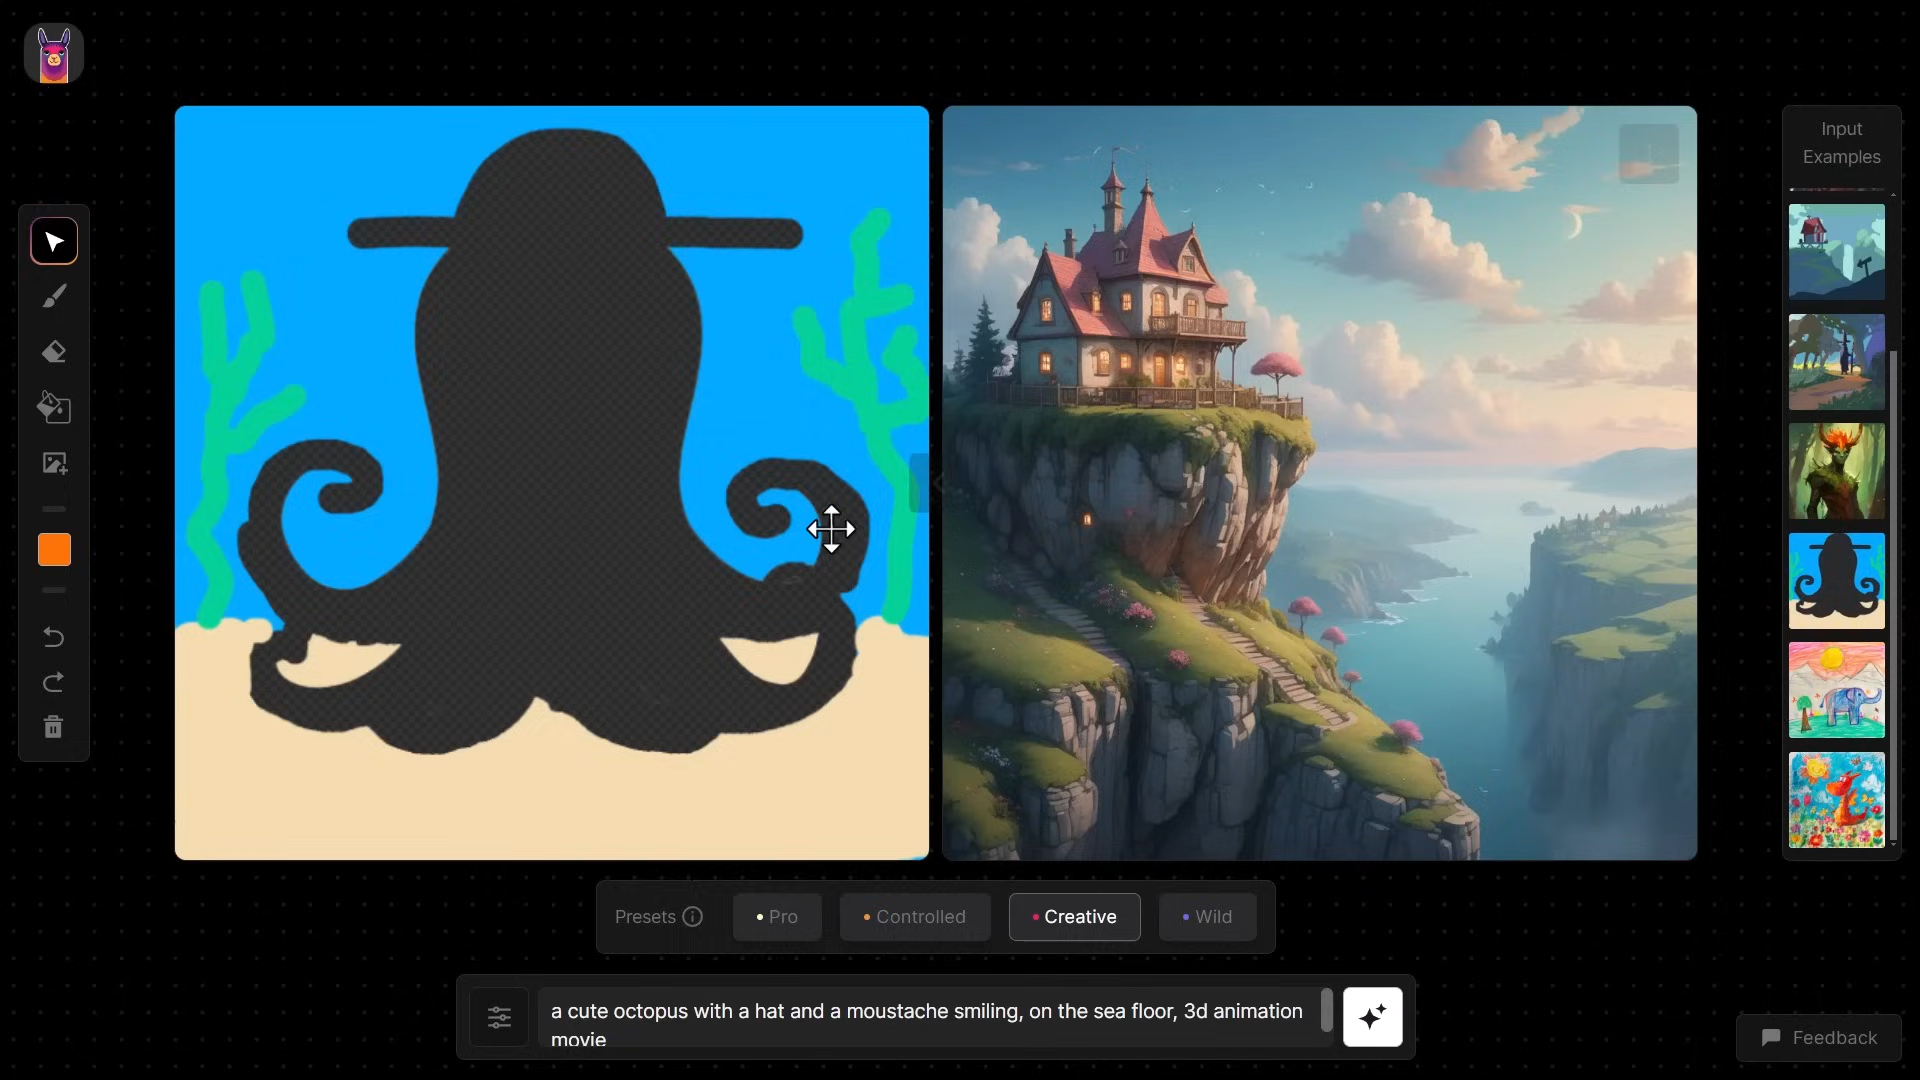 Input
Examples
Presets
Pro
Controlled
Creative
Wild
a cute octopus with a hat and a moustache smiling, on the sea floor, 3d animation
movie
Feedback